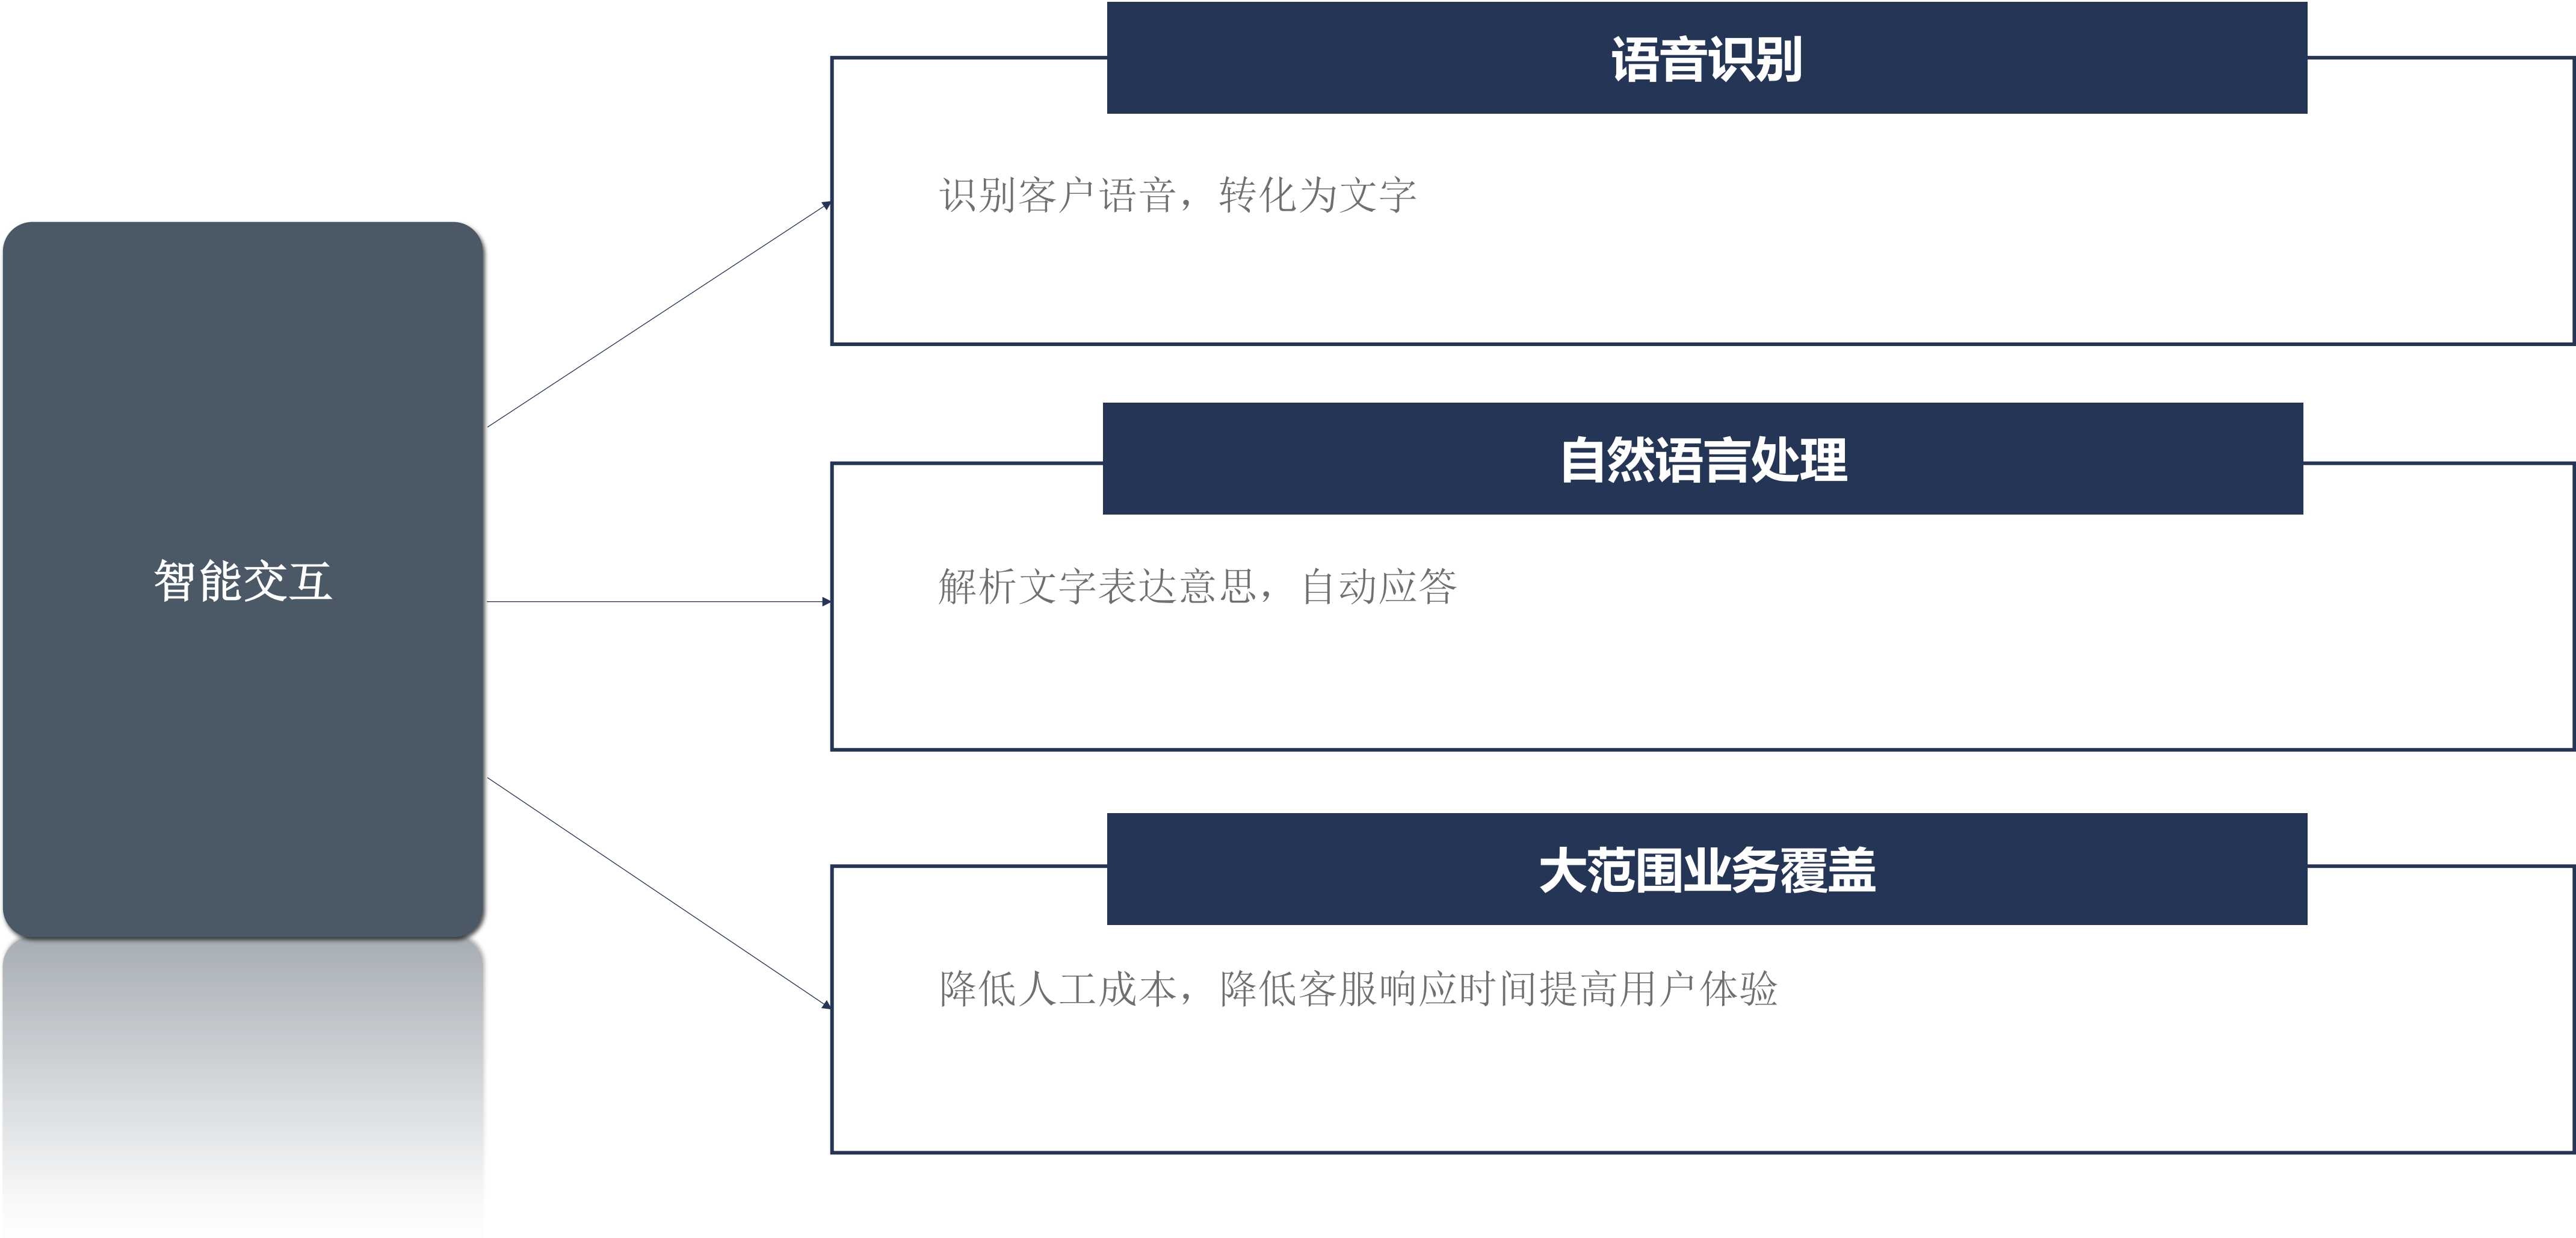 语音识别
识别客户语音，转化为文字
智能交互
自然语言处理
解析文字表达意思，自动应答
大范围业务覆盖
降低人工成本，降低客服响应时间提高用户体验